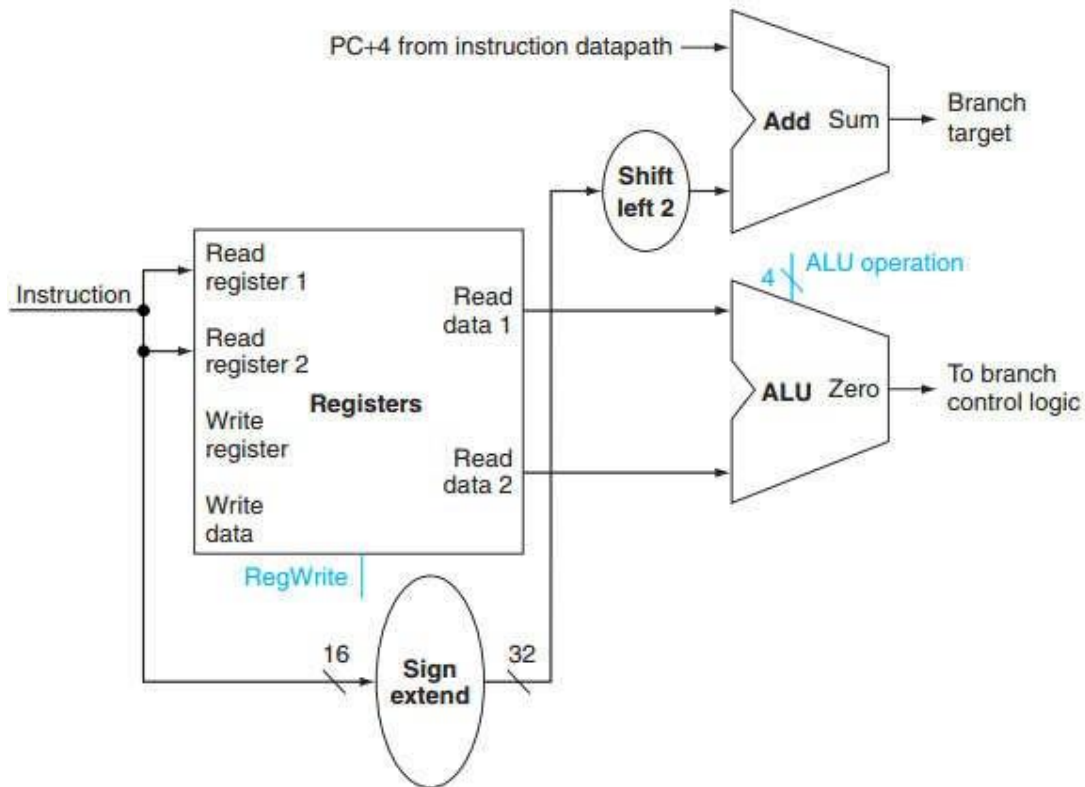 PC+4 from instruction datapath
Add Sum
Branch
target
Shift
left 2
Instruction
Read
register 1
Read
register 2
Write
register
Write
data
Registers
Read
data 1
Read
data 2
RegWrite
4
ALU operation
ALU Zero
To branch
control logic
16
Sign
extend
32